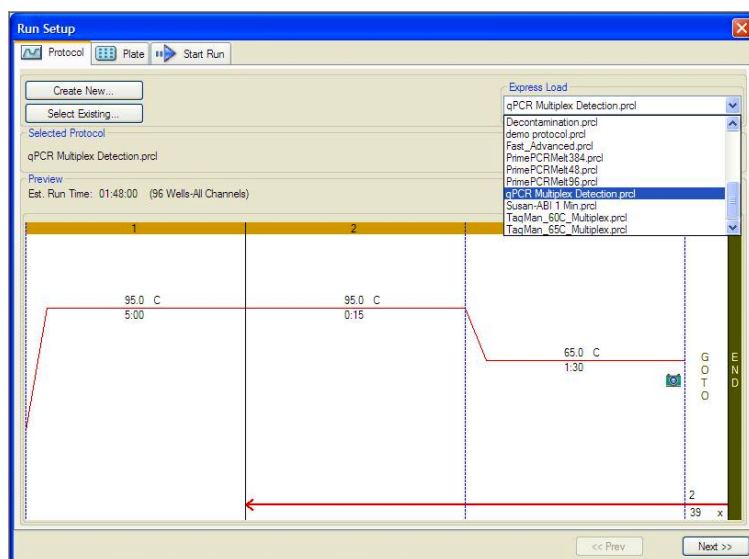 Run Setup
Protocol
Plate
Start Run
Create New...
Select Existing...
Express Load
qPCR Multiplex Detection.prcl
Decontamination.prcl
demo protocol.prcl
Fast_Advanced.prcl
PrimePCRMelt384.prcl
PrimePCRMelt48.prcl
PrimePCRMelt96.prcl
qPCR Multiplex Detection.prcl
Susan-ABI 1 Min.prcl
TaqMan_60C_Multiplex.prcl
TaqMan_65C_Multiplex.prcl
Selected Protocol
qPCR Multiplex Detection.prcl
Preview
Est. Run Time: 01:48:00 (96 Wells-All Channels)
1
2
95.0 C
5:00
95.0 C
0:15
65.0 C
1:30
GOTO
END
2
39 x
<< Prev
Next >>